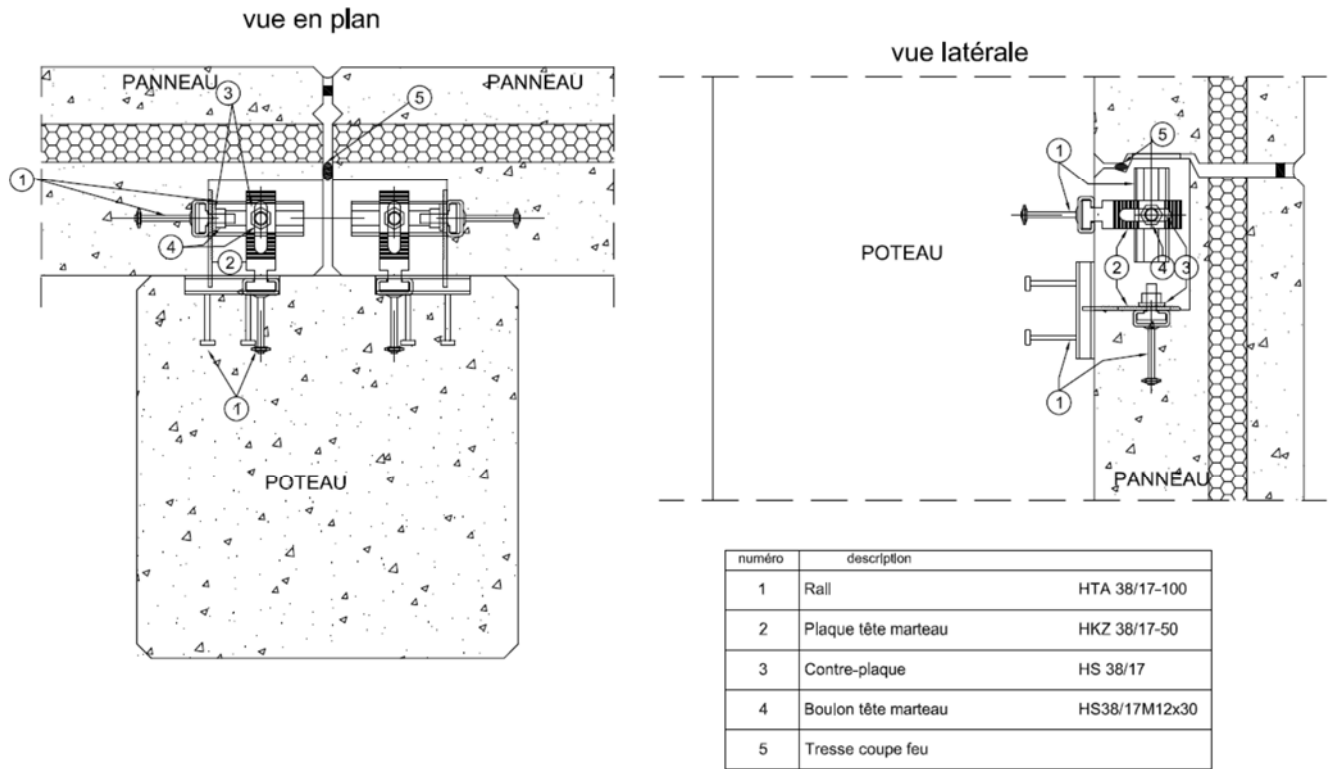 vue en plan
PANNEAU
PANNEAU
3
5
1
4
2
1
POTEAU
vue latérale
5
1
POTEAU
2
4
3
1
PANNEAU
numéro description
1 Rall HTA 38/17-100
2 Plaque tête marteau HKZ 38/17-50
3 Contre-plaque HS 38/17
4 Boulon tête marteau HS38/17M12x30
5 Tresse coupe feu